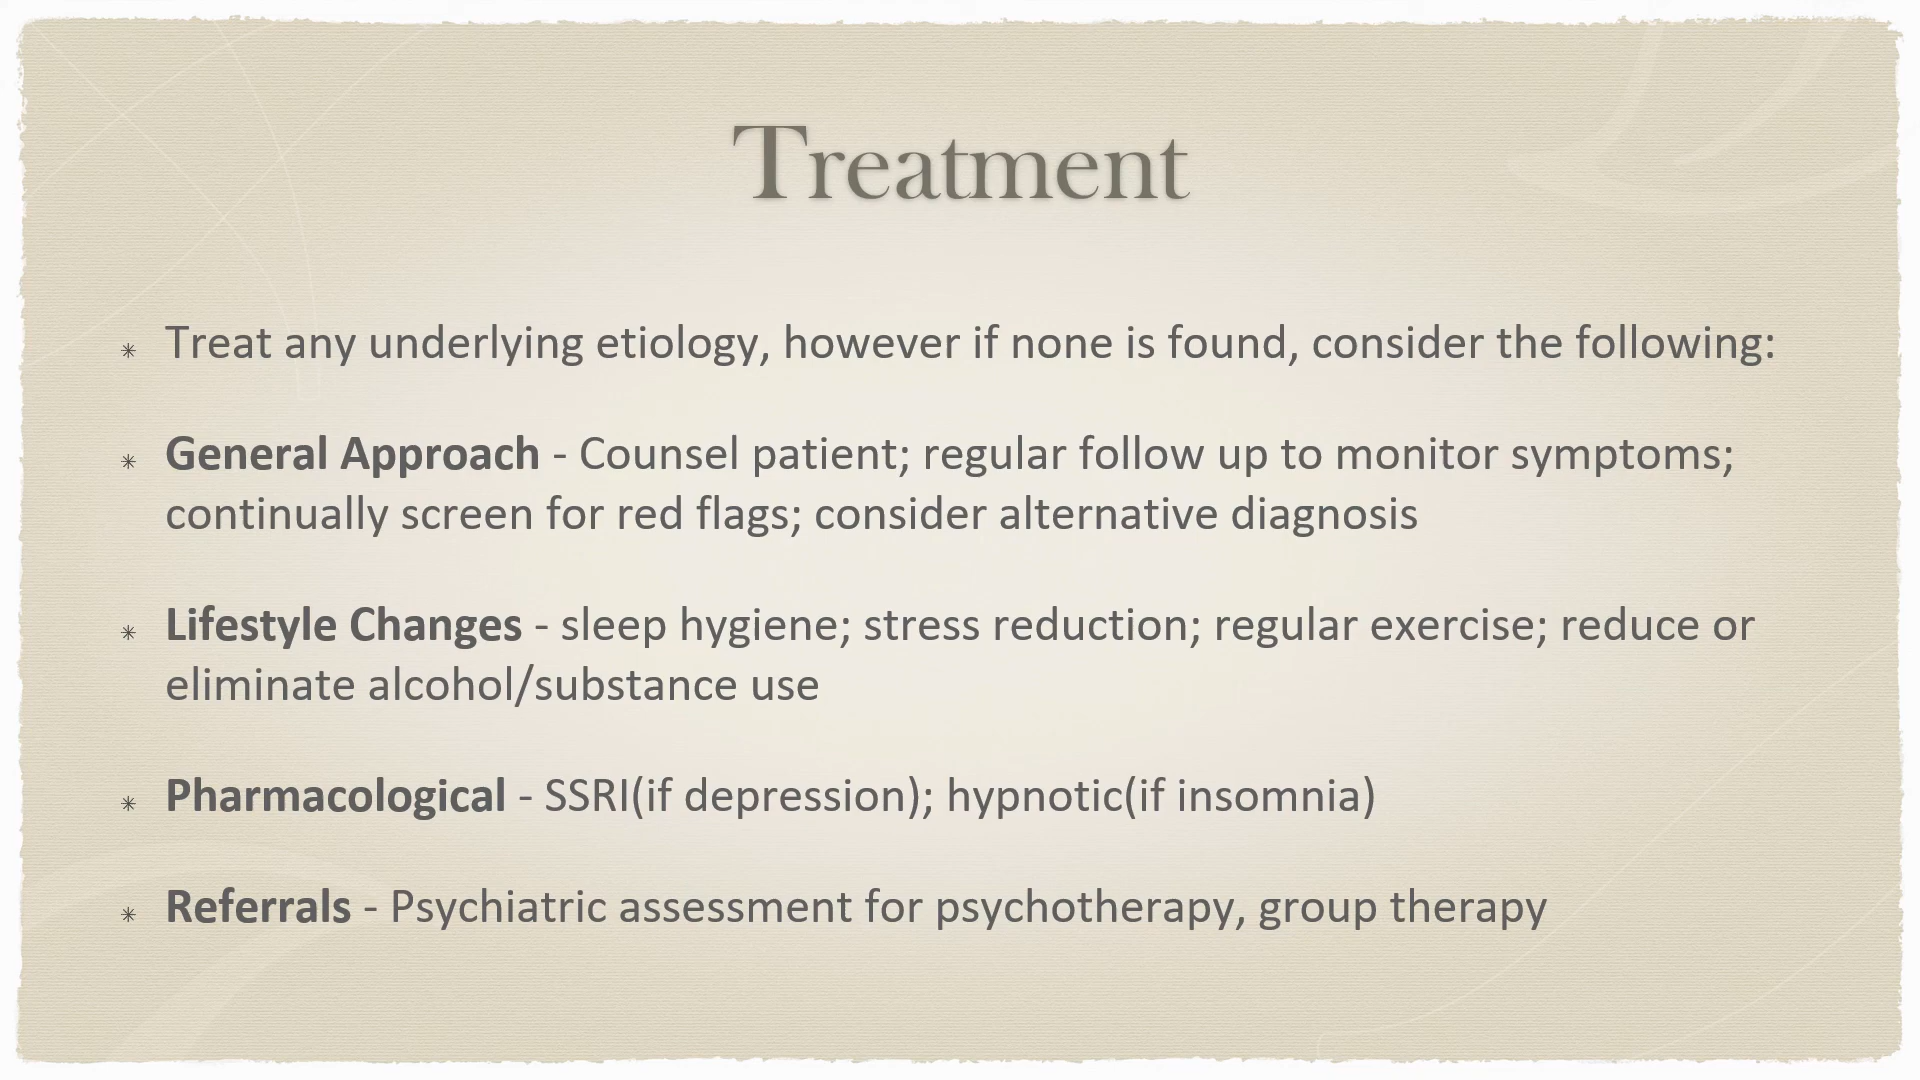 Treatment
Treat any underlying etiology, however if none is found, consider the following:
General Approach - Counsel patient; regular follow up to monitor symptoms;
continually screen for red flags; consider alternative diagnosis
Lifestyle Changes - sleep hygiene; stress reduction; regular exercise; reduce or
eliminate alcohol/substance use
Pharmacological - SSRI(if depression); hypnotic(if insomnia)
Referrals - Psychiatric assessment for psychotherapy, group therapy